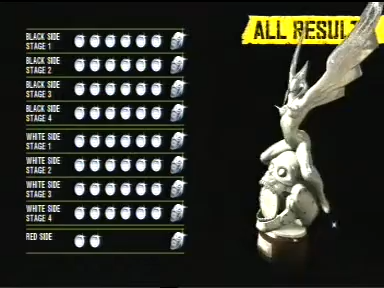 ALL RESULT
BLACK SIDE
STAGE 1
BLACK SIDE
STAGE 2
BLACK SIDE
STAGE 3
BLACK SIDE
STAGE 4
WHITE SIDE
STAGE 1
WHITE SIDE
STAGE 2
WHITE SIDE
STAGE 3
WHITE SIDE
STAGE 4
RED SIDE